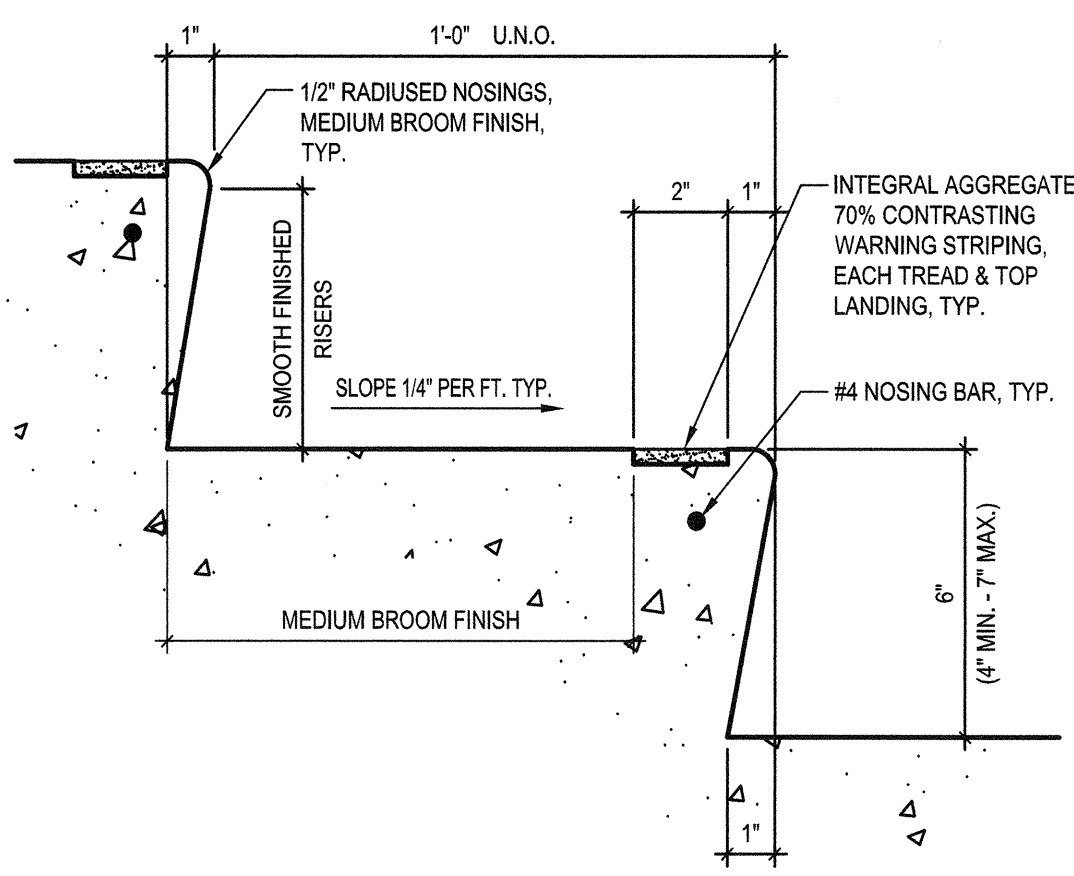 1"
1'-0" U.N.O.
1/2" RADIUSED NOSINGS,
MEDIUM BROOM FINISH,
TYP.
2"
1"
INTEGRAL AGGREGATE
70% CONTRASTING
WARNING STRIPING,
EACH TREAD & TOP
LANDING, TYP.
SMOOTH FINISHED
RISERS
SLOPE 1/4" PER FT. TYP.
#4 NOSING BAR, TYP.
6"
(4" MIN. - 7" MAX.)
MEDIUM BROOM FINISH
1"